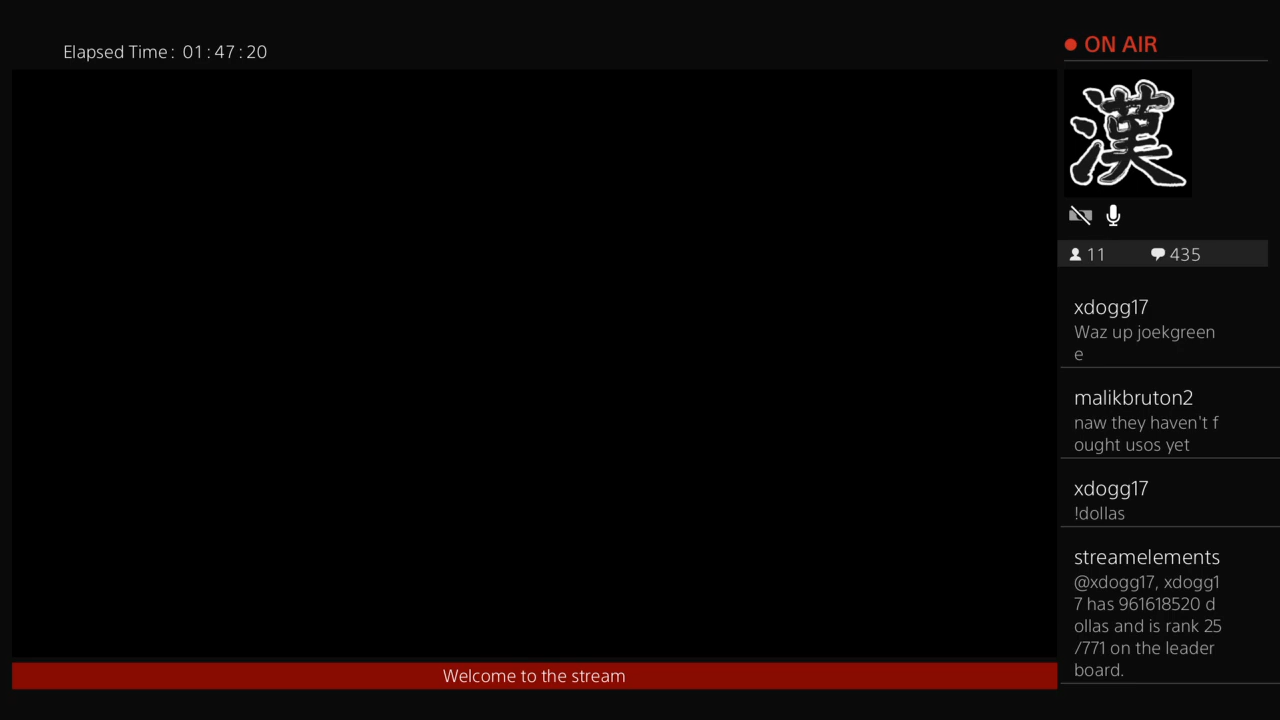 Elapsed Time: 01:47:20
ON AIR
漢
11 435
xdogg17
Waz up joekgreen
e
malikbruton2
naw they haven't f
ought usos yet
xdogg17
!dollas
streamelements
@xdogg17, xdogg1
7 has 961618520 d
ollas and is rank 25
/771 on the leader
board.
Welcome to the stream